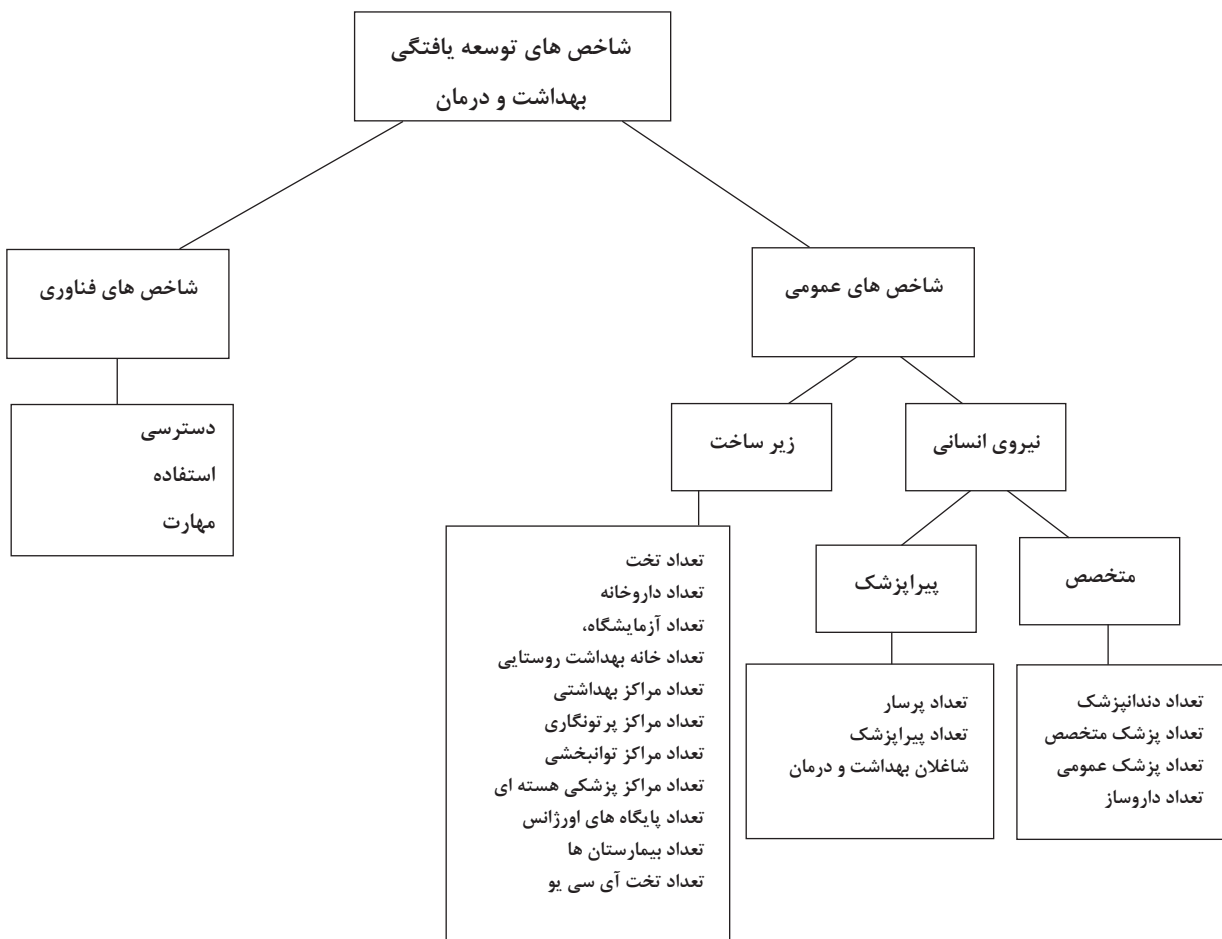 شاخص های توسعه یافتگی
بهداشت و درمان
شاخص های عمومی
شاخص های فناوری
نیروی انسانی
زیر ساخت
دسترسی
استفاده
مهارت
متخصص
پیراپزشک
تعداد دندانپزشک
تعداد پزشک متخصص
تعداد پزشک عمومی
تعداد داروساز
تعداد پرسار
تعداد پیراپزشک
شاغلان بهداشت و درمان
تعداد تخت
تعداد داروخانه
تعداد آزمایشگاه،
تعداد خانه بهداشت روستایی
تعداد مراکز بهداشتی
تعداد مراکز پرتونگاری
تعداد مراکز توانبخشی
تعداد مراکز پزشکی هسته ای
تعداد پایگاه های اورژانس
تعداد بیمارستان ها
تعداد تخت آی سی یو